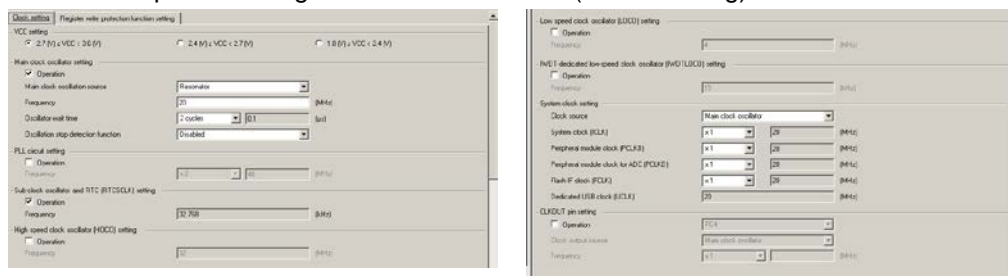 Clock setting | Register write protection function setting
VCC setting
2.7 (V) ≤ VCC ≤ 3.6 (V) 2.4 (V) ≤ VCC < 2.7 (V) 1.8 (V) ≤ VCC < 2.4 (V)
Main clock oscillator setting
Operation
Main clock oscillation source Resonator
Frequency 20 (MHz)
Oscillator wait time 2 cycles 0.1 (us)
Oscillation stop detection function Disabled
PLL circuit setting
Operation
Frequency (MHz)
Sub-clock oscillator and RTC (RTCSCLK) setting
Operation
Frequency 32.768 (kHz)
High speed clock oscillator (HOCO) setting
Operation
Frequency 32 (MHz)
Low speed clock oscillator (LOCO) setting
Operation
Frequency 4 (MHz)
IWDT-dedicated low-speed clock oscillator (IWDTLOCO) setting
Operation
Frequency 15 (kHz)
System clock setting
Clock source Main clock oscillator
System clock (ICLK) x1 20 (MHz)
Peripheral module clock (PCLKB) x1 20 (MHz)
Peripheral module clock for ADC (PCLKD) x1 20 (MHz)
Flash IF clock (FCLK) x1 20 (MHz)
Dedicated USB clock (UCLK) 20 (MHz)
CLKOUT pin setting
Operation
Clock output source Main clock oscillator
Frequency x1 (MHz)